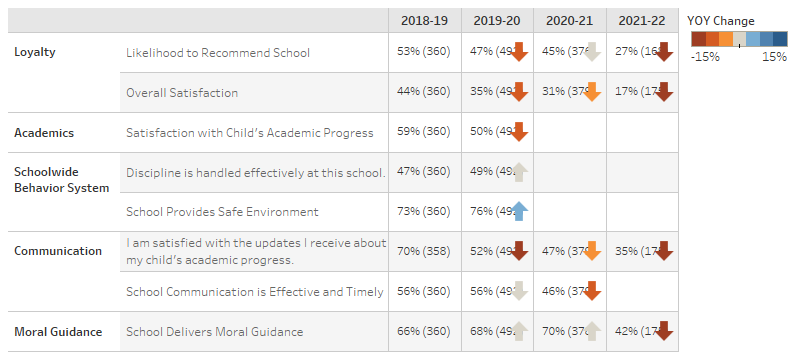 2018-19 2019-20 2020-21 2021-22
YOY Change
-15% 15%
Loyalty Likelihood to Recommend School 53% (360) 47% 45% 27%
Overall Satisfaction 44% (360) 35% 31% 17%
Academics Satisfaction with Child's Academic Progress 59% (360) 50%
Schoolwide
Behavior System
Discipline is handled effectively at this school. 47% (360) 49%
School Provides Safe Environment 73% (360) 76%
Communication
I am satisfied with the updates I receive about
my child's academic progress.
70% (358) 52% 47% 35%
School Communication is Effective and Timely 56% (360) 56% 46%
Moral Guidance School Delivers Moral Guidance 66% (360) 68% 70% 42%